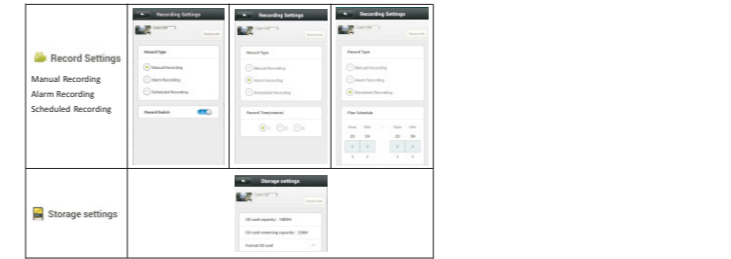 Record Settings
Manual Recording
Alarm Recording
Scheduled Recording
Recording Settings
Record Type
Manual Recording
Alarm Recording
Scheduled Recording
Record Switch
Recording Settings
Record Type
Manual Recording
Alarm Recording
Scheduled Recording
Record Time(minute)
1 2 3
Recording Settings
Record Type
Manual Recording
Alarm Recording
Scheduled Recording
Plan Schedule
Storage settings
Storage settings
SD card capacity:
SD card remaining capacity:
Format SD card